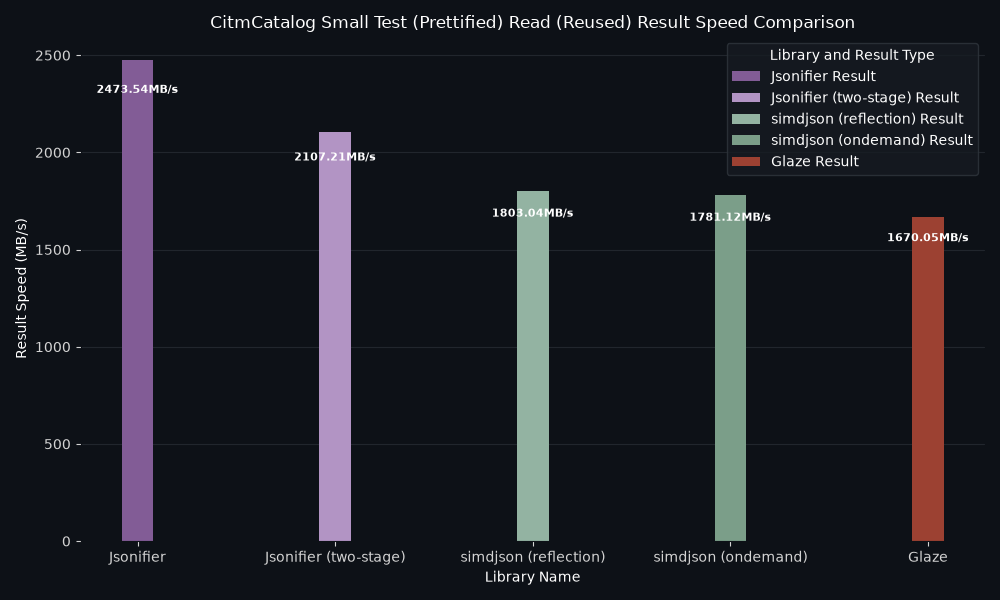 CitmCatalog Small Test (Prettified) Read (Reused) Result Speed Comparison
Library and Result Type
Jsonifier Result
Jsonifier (two-stage) Result
simdjson (reflection) Result
simdjson (ondemand) Result
Glaze Result
Result Speed (MB/s)
2500
2000
1500
1000
500
0
2473.54MB/s
2107.21MB/s
1803.04MB/s
1781.12MB/s
1670.05MB/s
Jsonifier
Jsonifier (two-stage)
simdjson (reflection)
simdjson (ondemand)
Glaze
Library Name